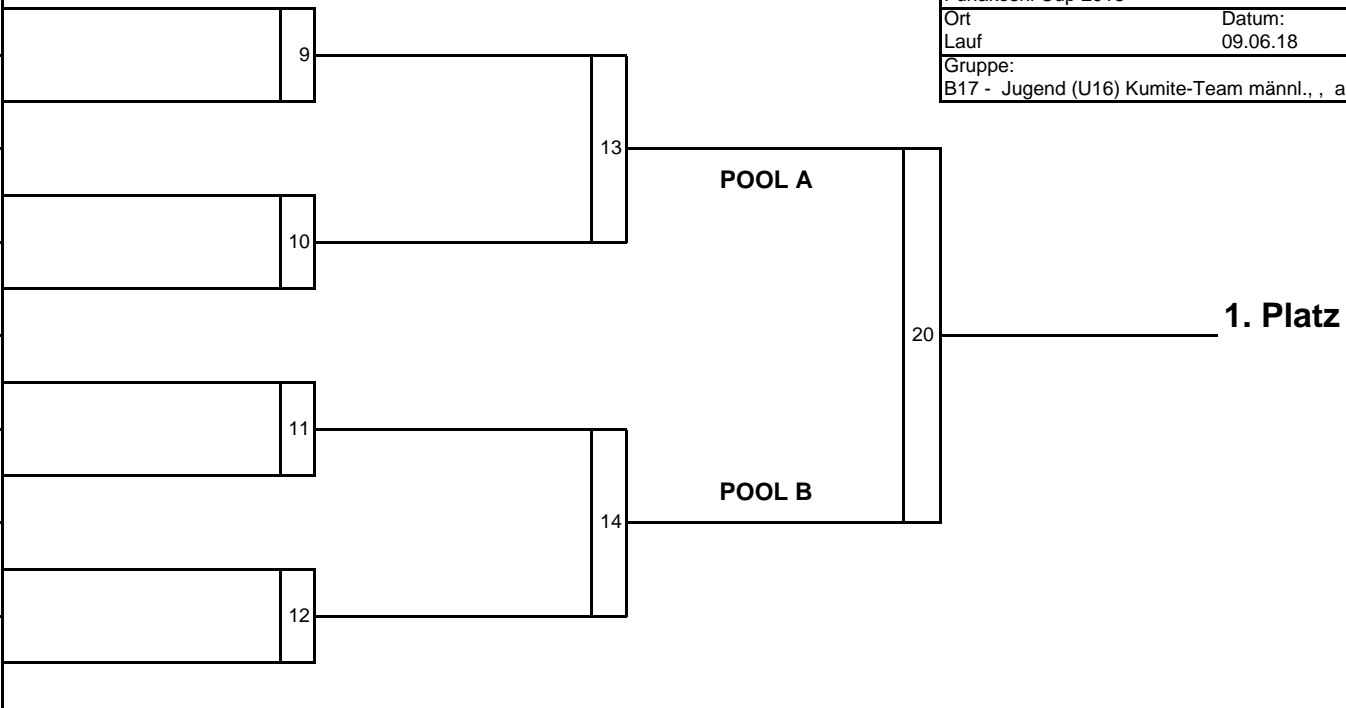 Ort Datum:
Lauf 09.06.18
Gruppe:
B17 - Jugend (U16) Kumite-Team männl., , a
9
13
POOL A
10
1. Platz
20
11
POOL B
14
12